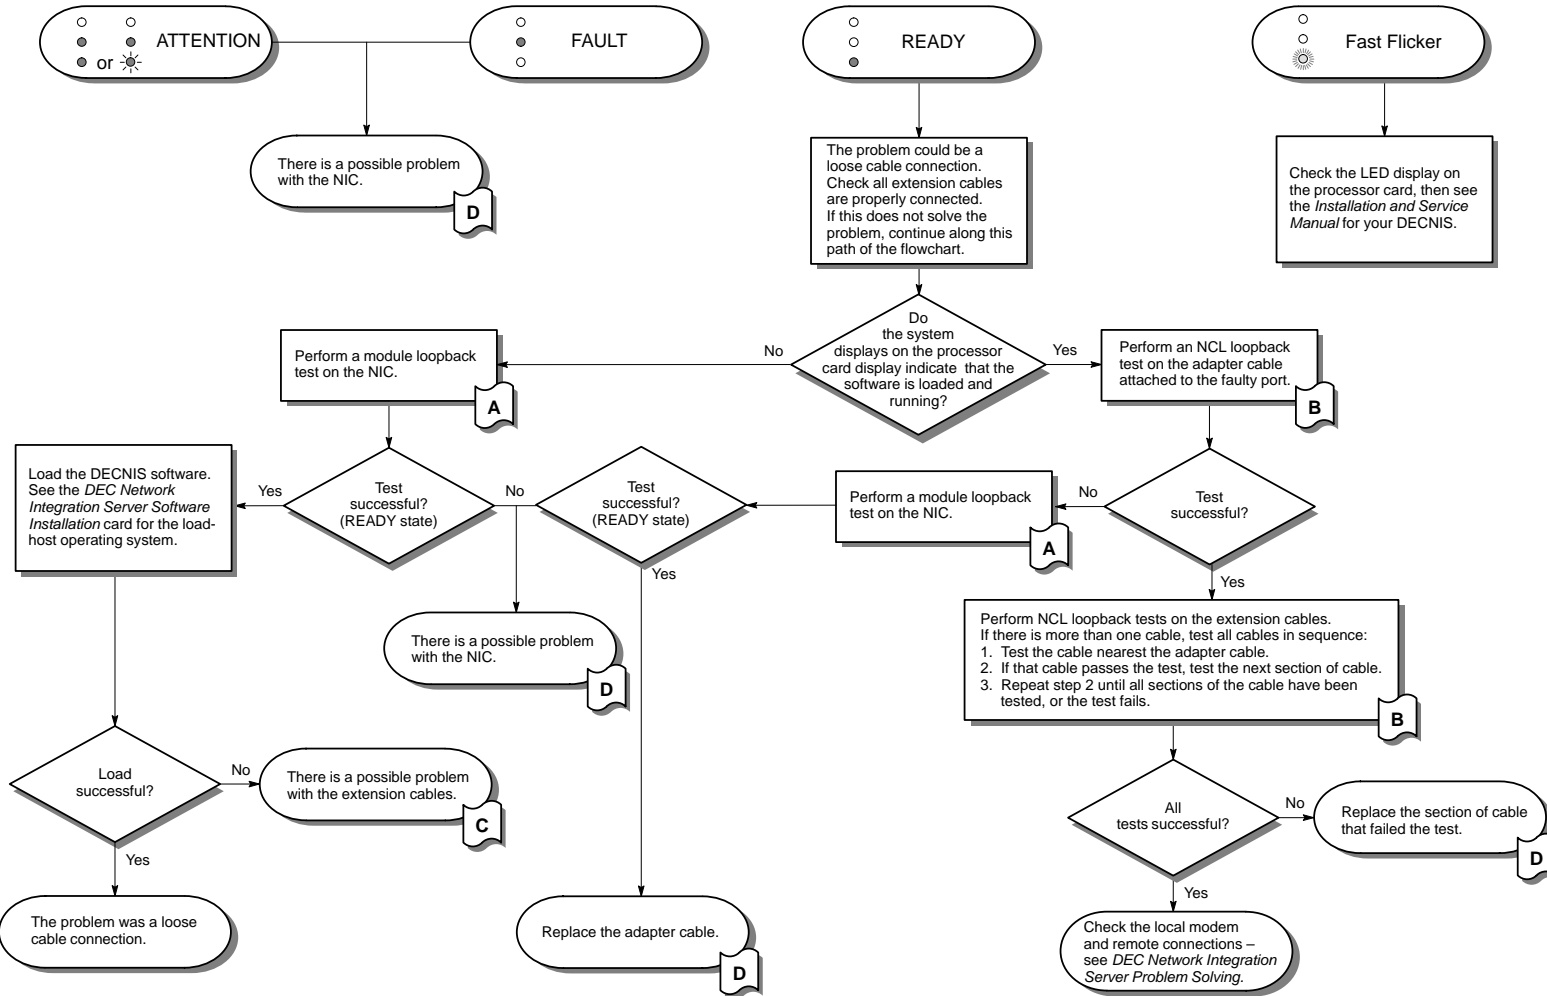 or
ATTENTION
FAULT
READY
Fast Flicker
There is a possible problem
with the NIC.
D
The problem could be a
loose cable connection.
Check all extension cables
are properly connected.
If this does not solve the
problem, continue along this
path of the flowchart.
Check the LED display on
the processor card, then see
the Installation and Service
Manual for your DECNIS.
Do
the system
displays on the processor
card display indicate that the
software is loaded and
running?
No
Yes
Perform a module loopback
test on the NIC.
A
Perform an NCL loopback
test on the adapter cable
attached to the faulty port.
B
Load the DECNIS software.
See the DEC Network
Integration Server Software
Installation card for the load-
host operating system.
Yes
Test
successful?
(READY state)
No
Test
successful?
(READY state)
Yes
Perform a module loopback
test on the NIC.
A
No
Test
successful?
Yes
There is a possible problem
with the NIC.
D
Perform NCL loopback tests on the extension cables.
If there is more than one cable, test all cables in sequence:
1. Test the cable nearest the adapter cable.
2. If that cable passes the test, test the next section of cable.
3. Repeat step 2 until all sections of the cable have been
tested, or the test fails.
B
Load
successful?
No
There is a possible problem
with the extension cables.
C
Yes
The problem was a loose
cable connection.
Replace the adapter cable.
D
All
tests successful?
No
Replace the section of cable
that failed the test.
D
Yes
Check the local modem
and remote connections –
see DEC Network Integration
Server Problem Solving.